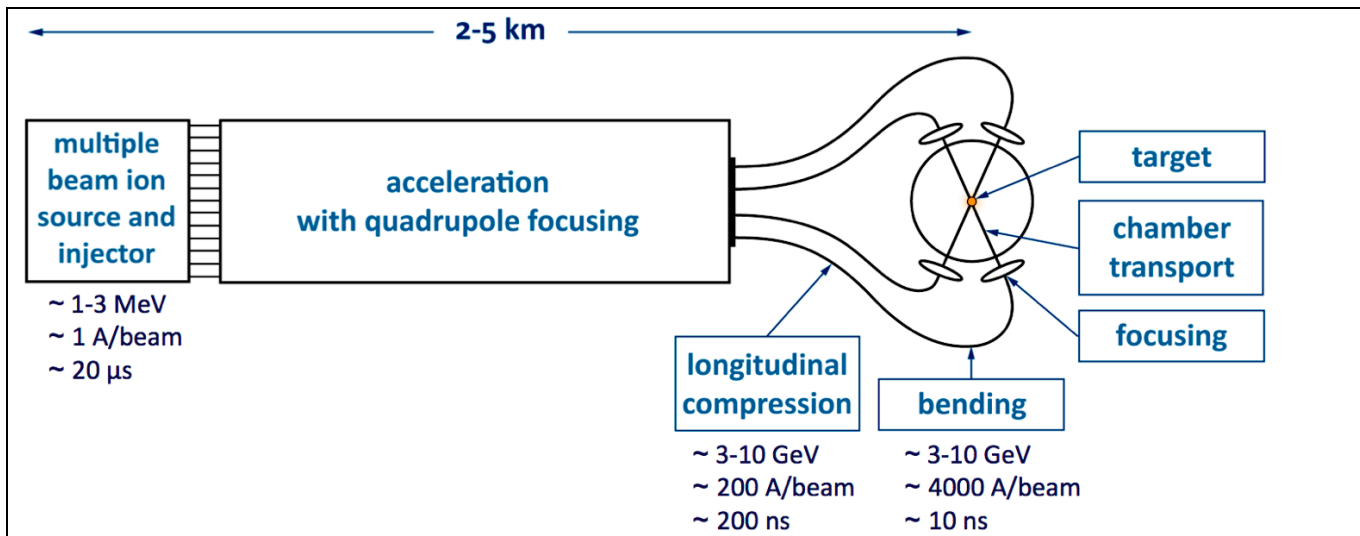 2-5 km
multiple
beam ion
source and
injector
~ 1-3 MeV
~ 1 A/beam
~ 20 μs
acceleration
with quadrupole focusing
target
chamber
transport
focusing
longitudinal
compression
~ 3-10 GeV
~ 200 A/beam
~ 200 ns
bending
~ 3-10 GeV
~ 4000 A/beam
~ 10 ns